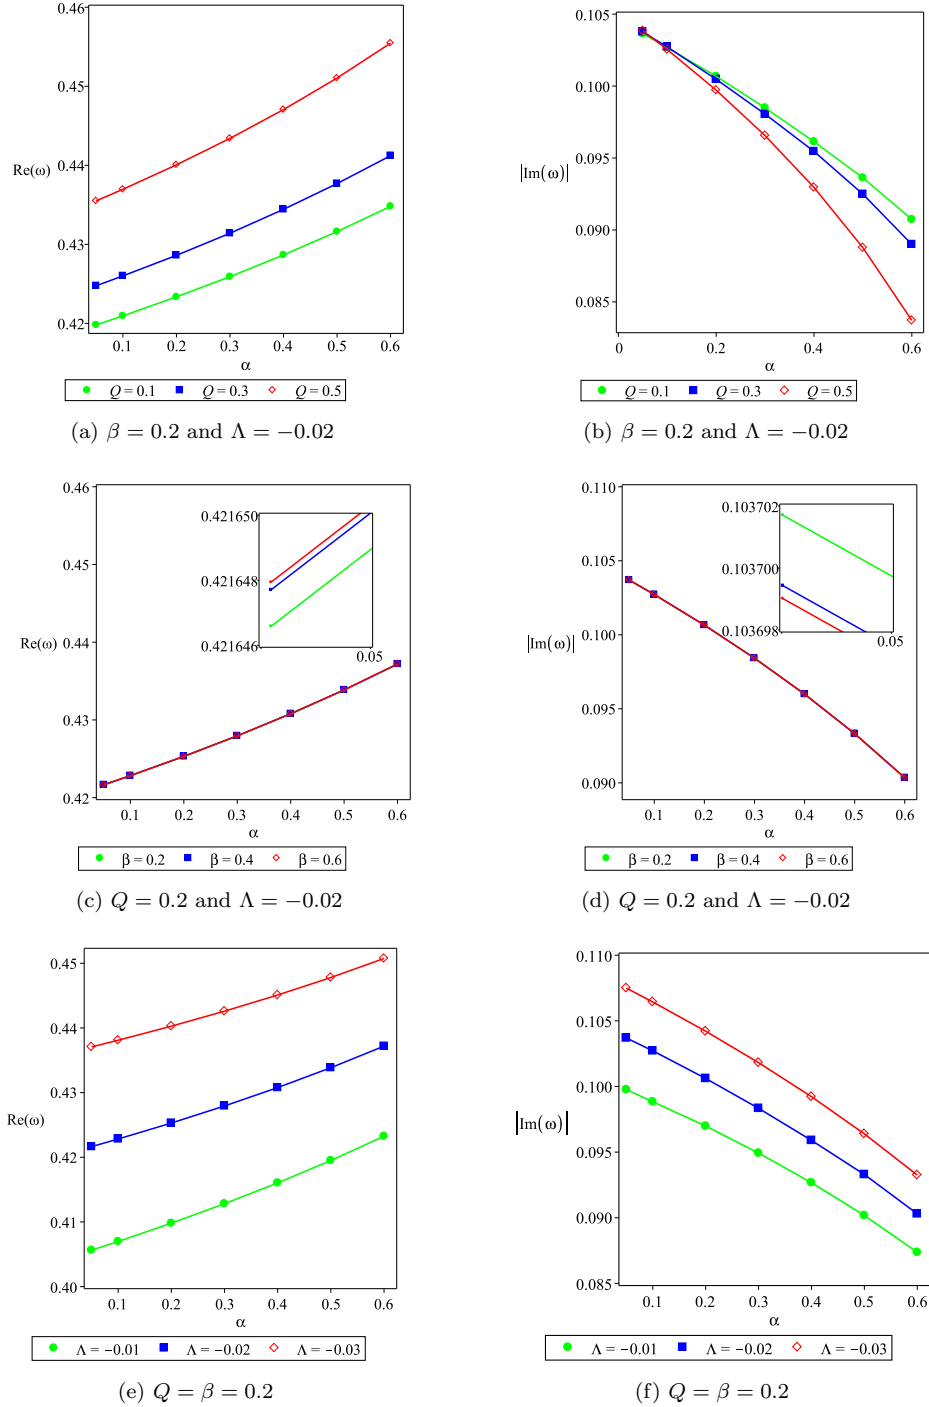 0.46
0.45
0.44
Re(ω)
0.43
0.42
0.1 0.2 0.3 0.4 0.5 0.6
α
Q = 0.1 Q = 0.3 Q = 0.5
(a) β = 0.2 and Λ = −0.02
0.105
0.100
0.095
|Im(ω)|
0.090
0.085
0 0.2 0.4 0.6
α
Q = 0.1 Q = 0.3 Q = 0.5
(b) β = 0.2 and Λ = −0.02
0.46
0.45
0.44
Re(ω)
0.43
0.42
0.421650
0.421648
0.421646
0.05
0.1 0.2 0.3 0.4 0.5 0.6
α
β = 0.2 β = 0.4 β = 0.6
(c) Q = 0.2 and Λ = −0.02
0.110
0.105
0.100
|Im(ω)|
0.095
0.090
0.103702
0.103700
0.103698
0.05
0.1 0.2 0.3 0.4 0.5 0.6
α
β = 0.2 β = 0.4 β = 0.6
(d) Q = 0.2 and Λ = −0.02
0.45
0.44
0.43
Re(ω)
0.42
0.41
0.40
0.1 0.2 0.3 0.4 0.5 0.6
α
Λ = −0.01 Λ = −0.02 Λ = −0.03
(e) Q = β = 0.2
0.110
0.105
0.100
|Im(ω)|
0.095
0.090
0.085
0.1 0.2 0.3 0.4 0.5 0.6
α
Λ = −0.01 Λ = −0.02 Λ = −0.03
(f) Q = β = 0.2